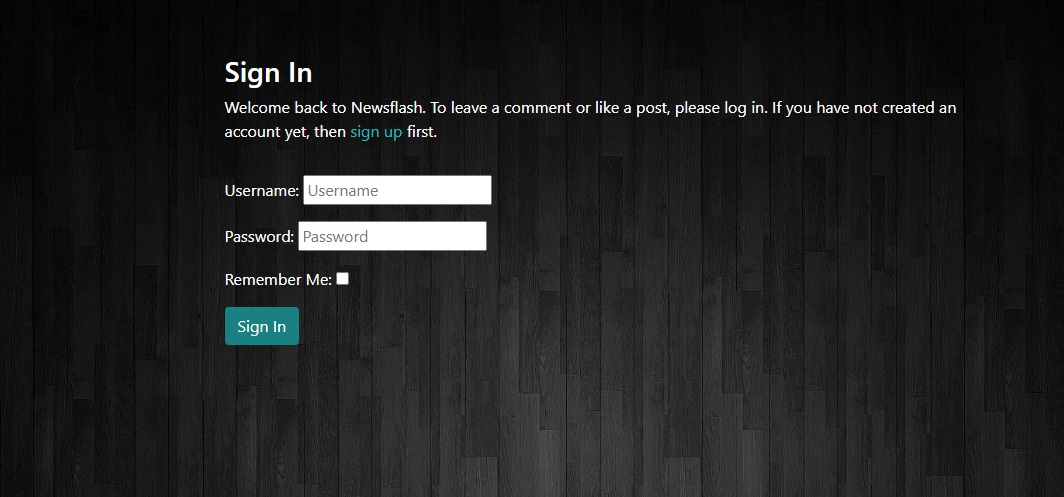 Sign In
Welcome back to Newsflash. To leave a comment or like a post, please log in. If you have not created an
account yet, then sign up first.
Username: Username
Password: Password
Remember Me:
Sign In